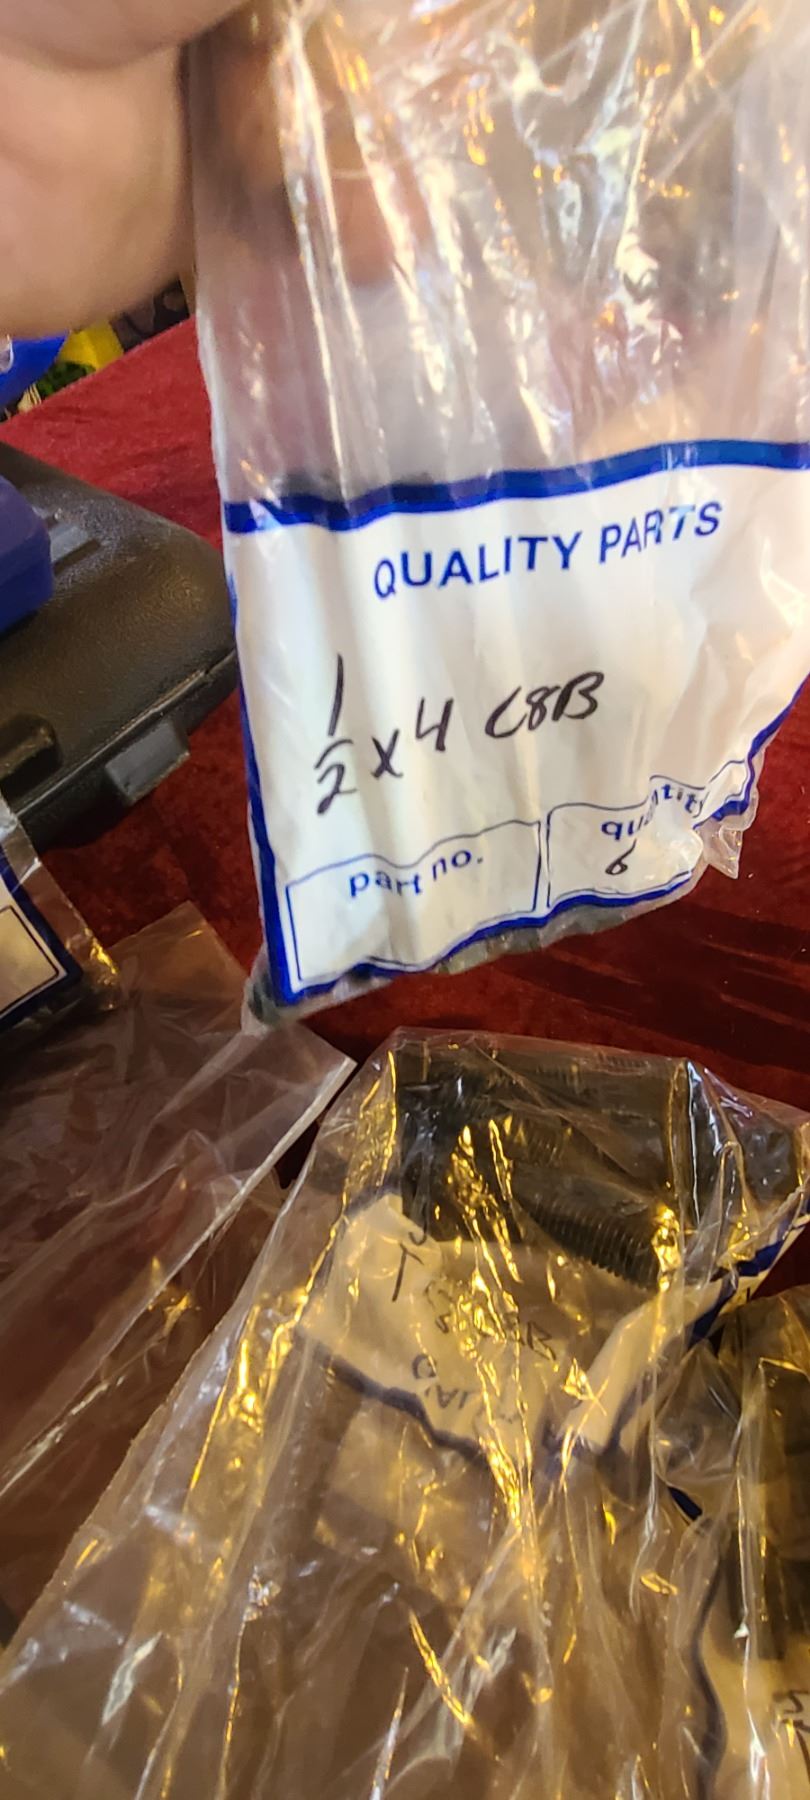 QUALITY PARTS
1/2 x 4 C8B
part no.
quantity
6